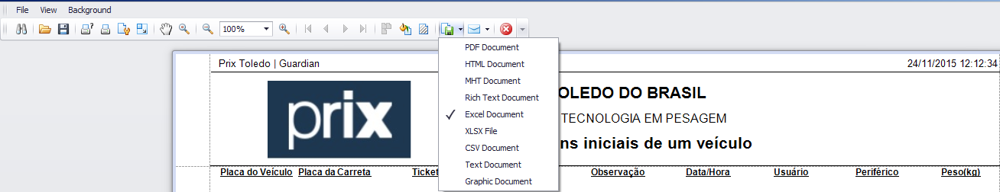 File View Background
100%
PDF Document
HTML Document
MHT Document
Rich Text Document
Excel Document
XLSX File
CSV Document
Text Document
Graphic Document
Prix Toledo | Guardian 24/11/2015 12:12:34
prix
OLEDO DO BRASIL
TECNOLOGIA EM PESAGEM
ns iniciais de um veículo
Placa do Veículo Placa da Carreta Ticket Observação Data/Hora Usuário Periférico Peso(kg)